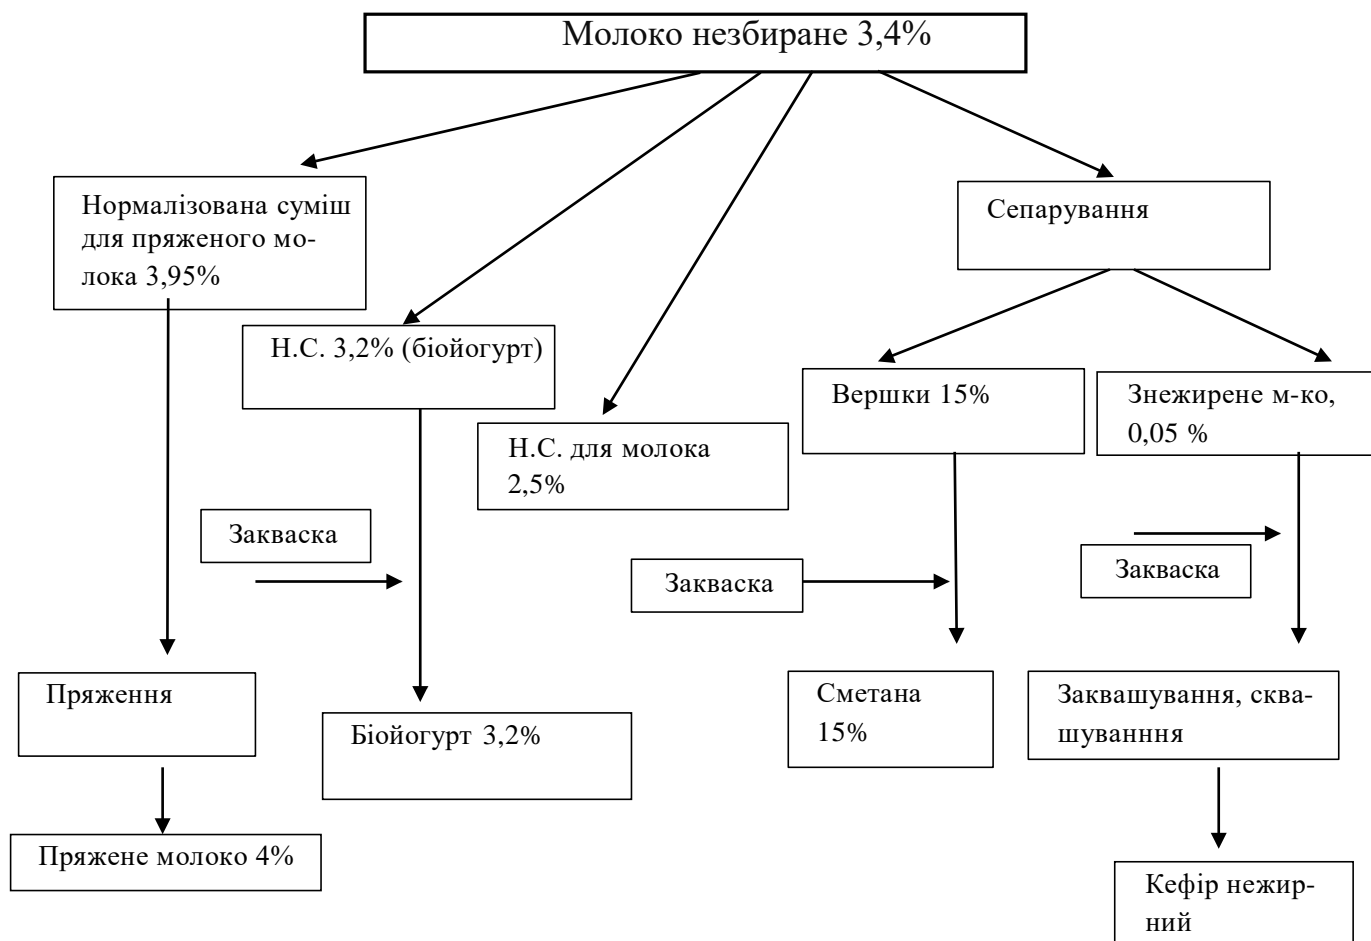 Молоко незбиране 3,4%
Нормалізована суміш
для пряженого мо-
лока 3,95%
Сепарування
Н.С. 3,2% (біойогурт)
Вершки 15%
Знежирене м-ко,
0,05 %
Н.С. для молока
2,5%
Закваска
Закваска
Закваска
Пряження
Біойогурт 3,2%
Сметана
15%
Заквашування, сква-
шуванння
Пряжене молоко 4%
Кефір нежир-
ний